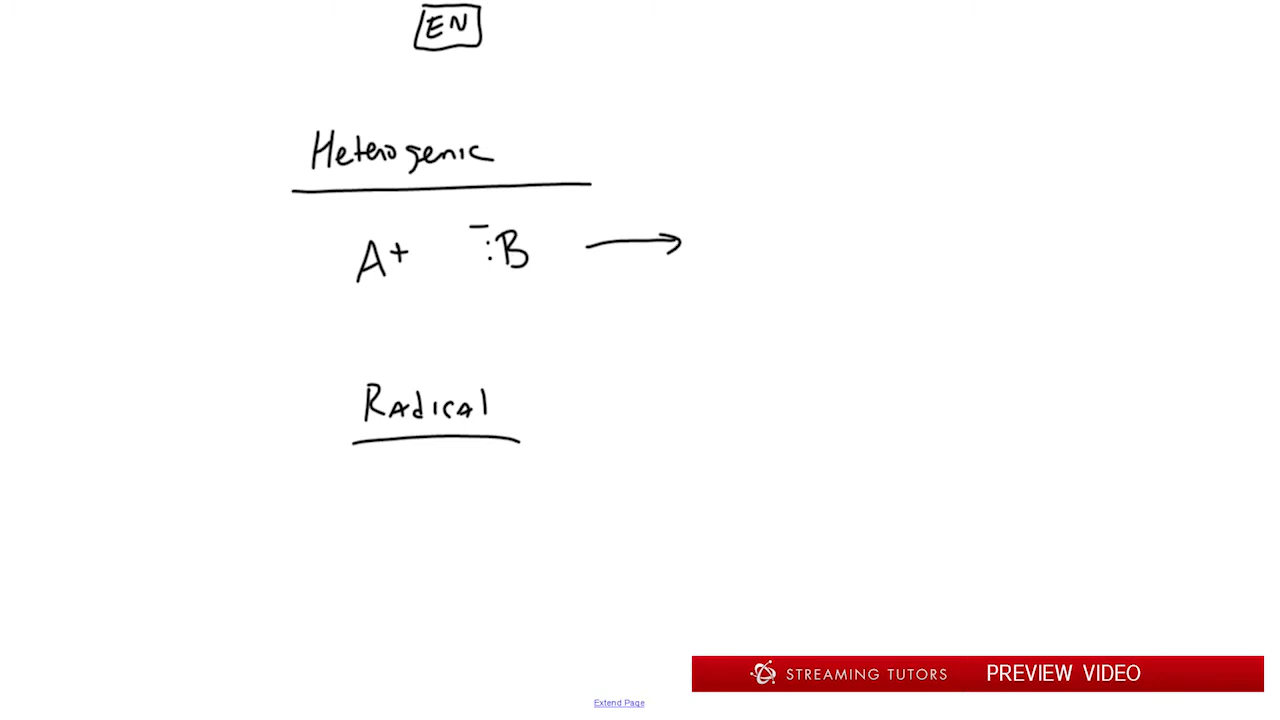 EN
Heterogenic
A+ -:B →
Radical
STREAMING TUTORS PREVIEW VIDEO
Extend Page